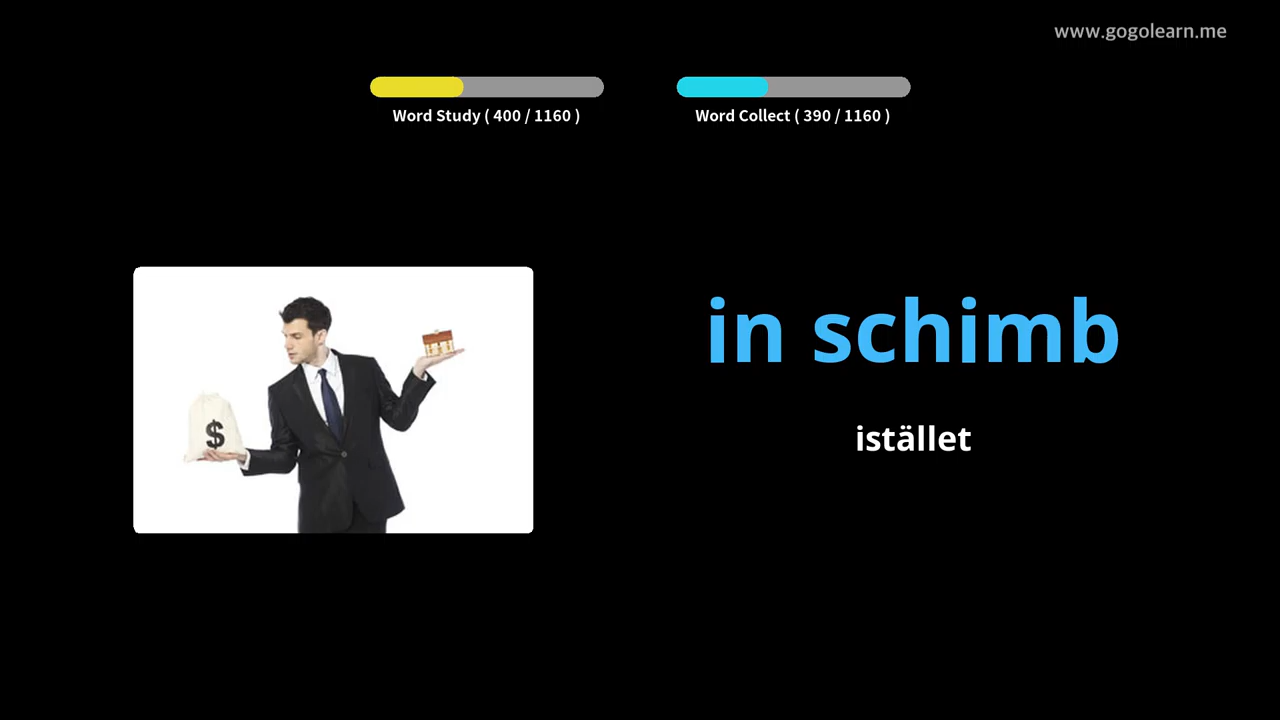 www.gogolearn.me
Word Study ( 400 / 1160 )
Word Collect ( 390 / 1160 )
in schimb
istället
$